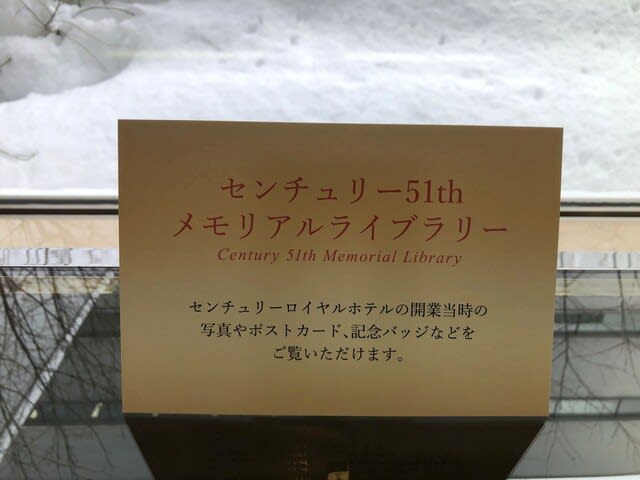 センチュリー51th
メモリアルライブラリー
Century 51th Memorial Library
センチュリーロイヤルホテルの開業当時の
写真やポストカード、記念バッジなどを
ご覧いただけます。